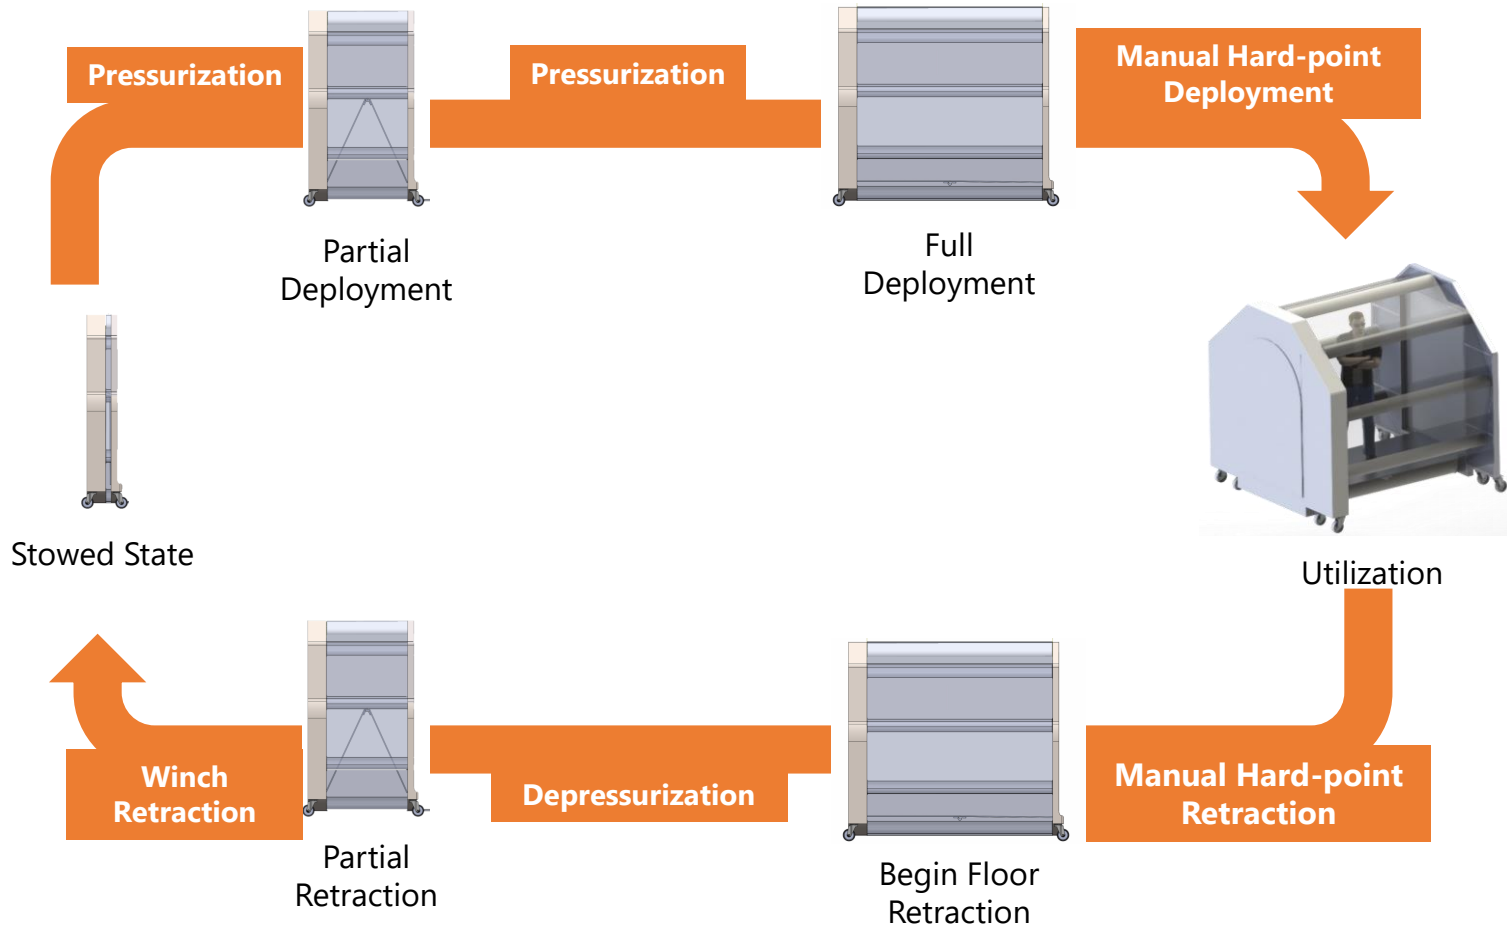 Pressurization
Pressurization
Manual Hard-point
Deployment
Partial
Deployment
Full
Deployment
Stowed State
Utilization
Winch
Retraction
Depressurization
Manual Hard-point
Retraction
Partial
Retraction
Begin Floor
Retraction